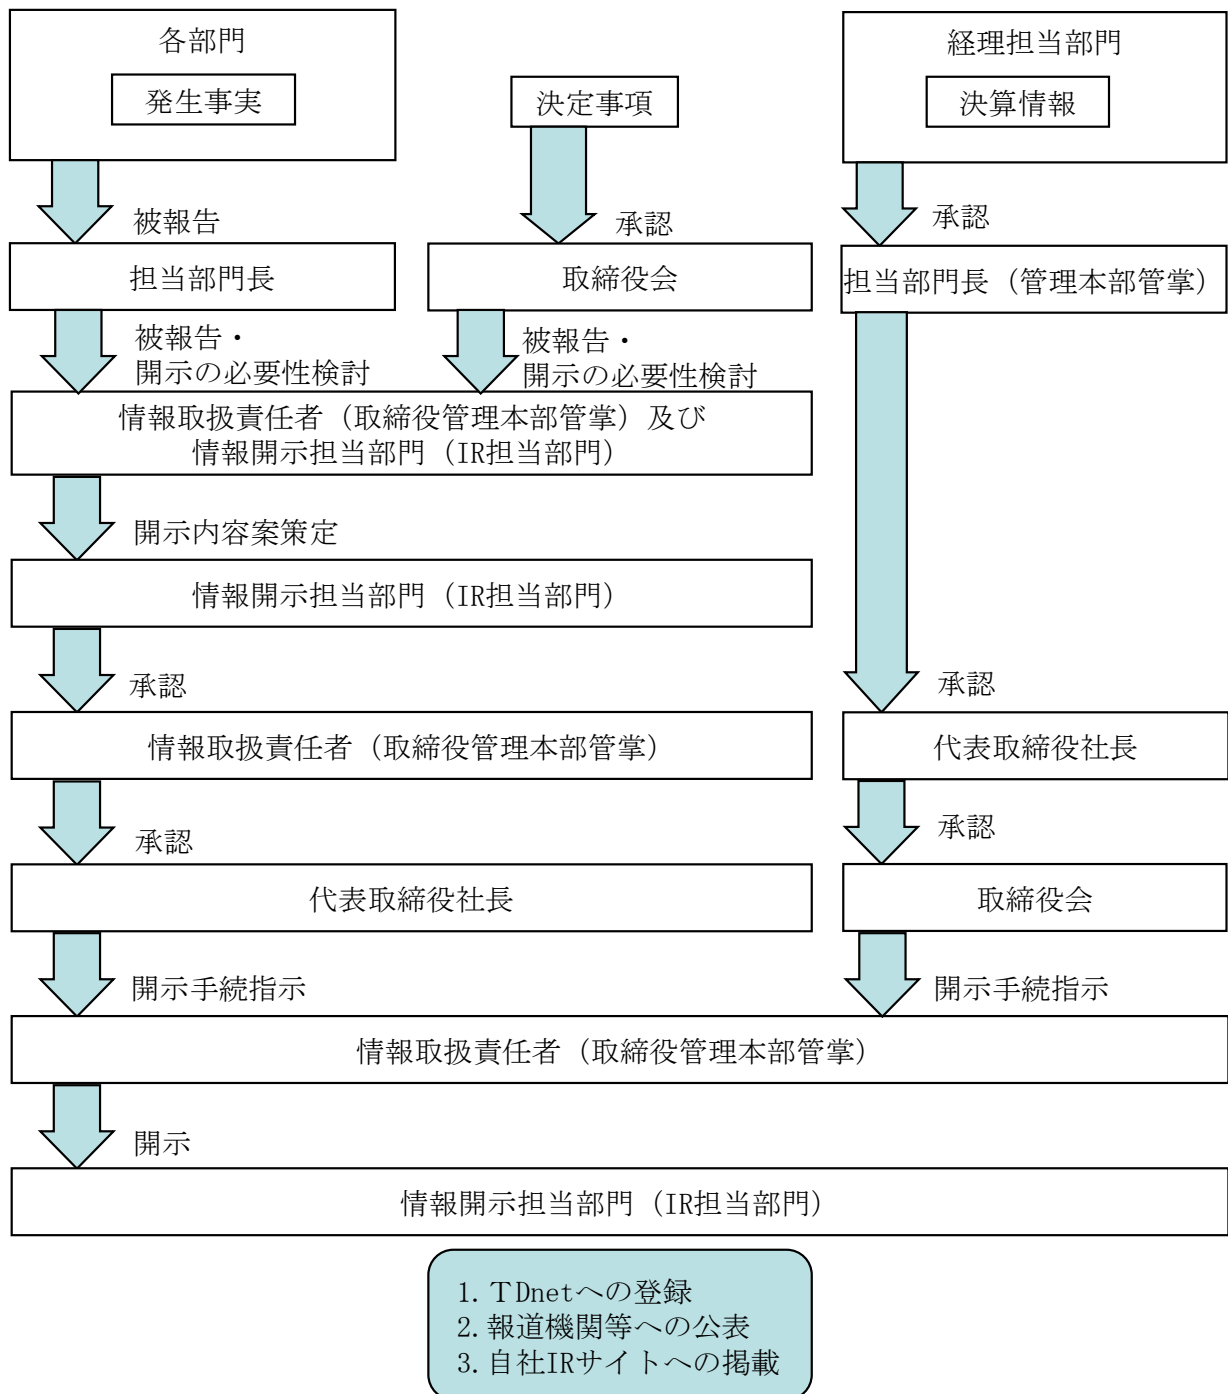 各部門
発生事実
決定事項
経理担当部門
決算情報
被報告
承認
承認
担当部門長
取締役会
担当部門長（管理本部管掌）
被報告・
開示の必要性検討
被報告・
開示の必要性検討
情報取扱責任者（取締役管理本部管掌）及び
情報開示担当部門（IR担当部門）
開示内容案策定
情報開示担当部門（IR担当部門）
承認
承認
情報取扱責任者（取締役管理本部管掌）
代表取締役社長
承認
承認
代表取締役社長
取締役会
開示手続指示
開示手続指示
情報取扱責任者（取締役管理本部管掌）
開示
情報開示担当部門（IR担当部門）
1. ＴDnetへの登録
2. 報道機関等への公表
3. 自社IRサイトへの掲載